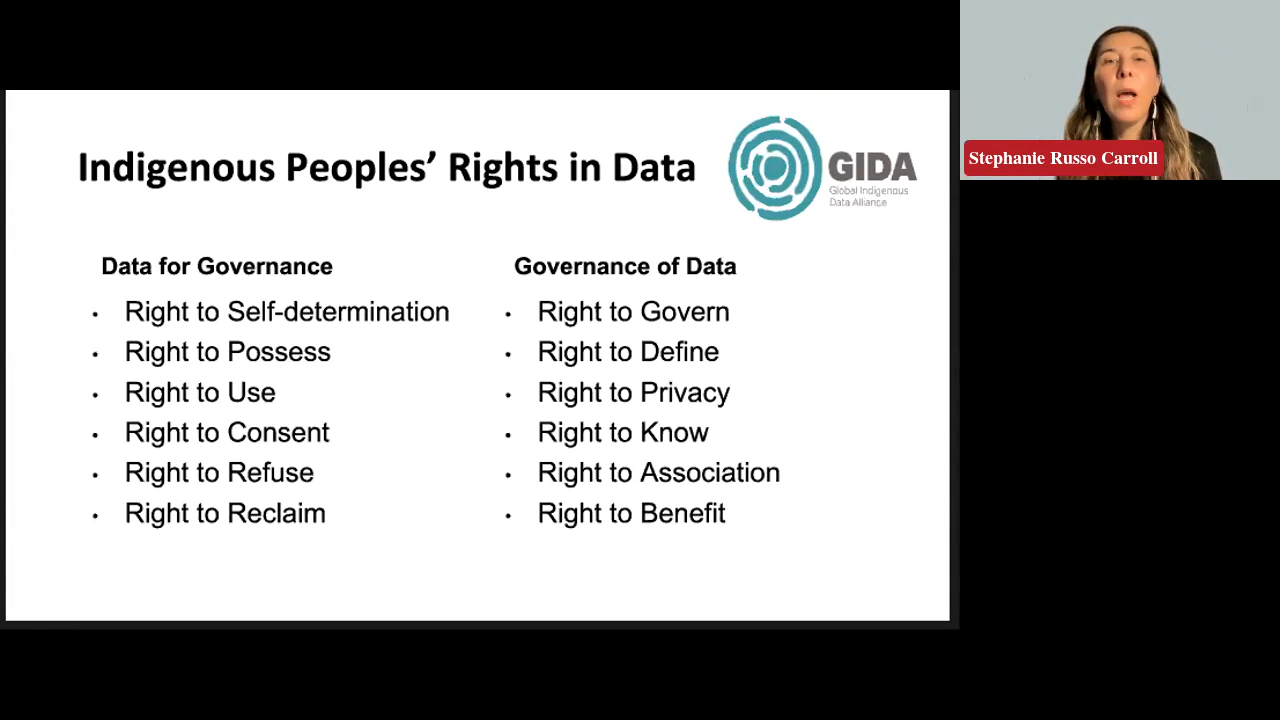 Indigenous Peoples’ Rights in Data
GIDA
Global Indigenous
Data Alliance
Data for Governance
• Right to Self-determination
• Right to Possess
• Right to Use
• Right to Consent
• Right to Refuse
• Right to Reclaim
Governance of Data
• Right to Govern
• Right to Define
• Right to Privacy
• Right to Know
• Right to Association
• Right to Benefit
Stephanie Russo Carroll